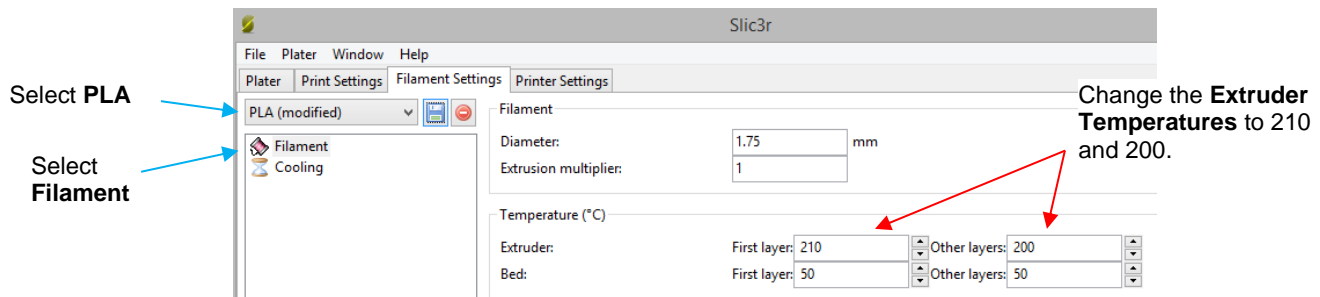 Slic3r
File Plater Window Help
Plater Print Settings Filament Settings Printer Settings
Select PLA
PLA (modified)
Filament
Cooling
Select
Filament
Filament
Diameter: 1.75 mm
Extrusion multiplier: 1
Change the Extruder
Temperatures to 210
and 200.
Temperature (°C)
Extruder: First layer: 210 Other layers: 200
Bed: First layer: 50 Other layers: 50